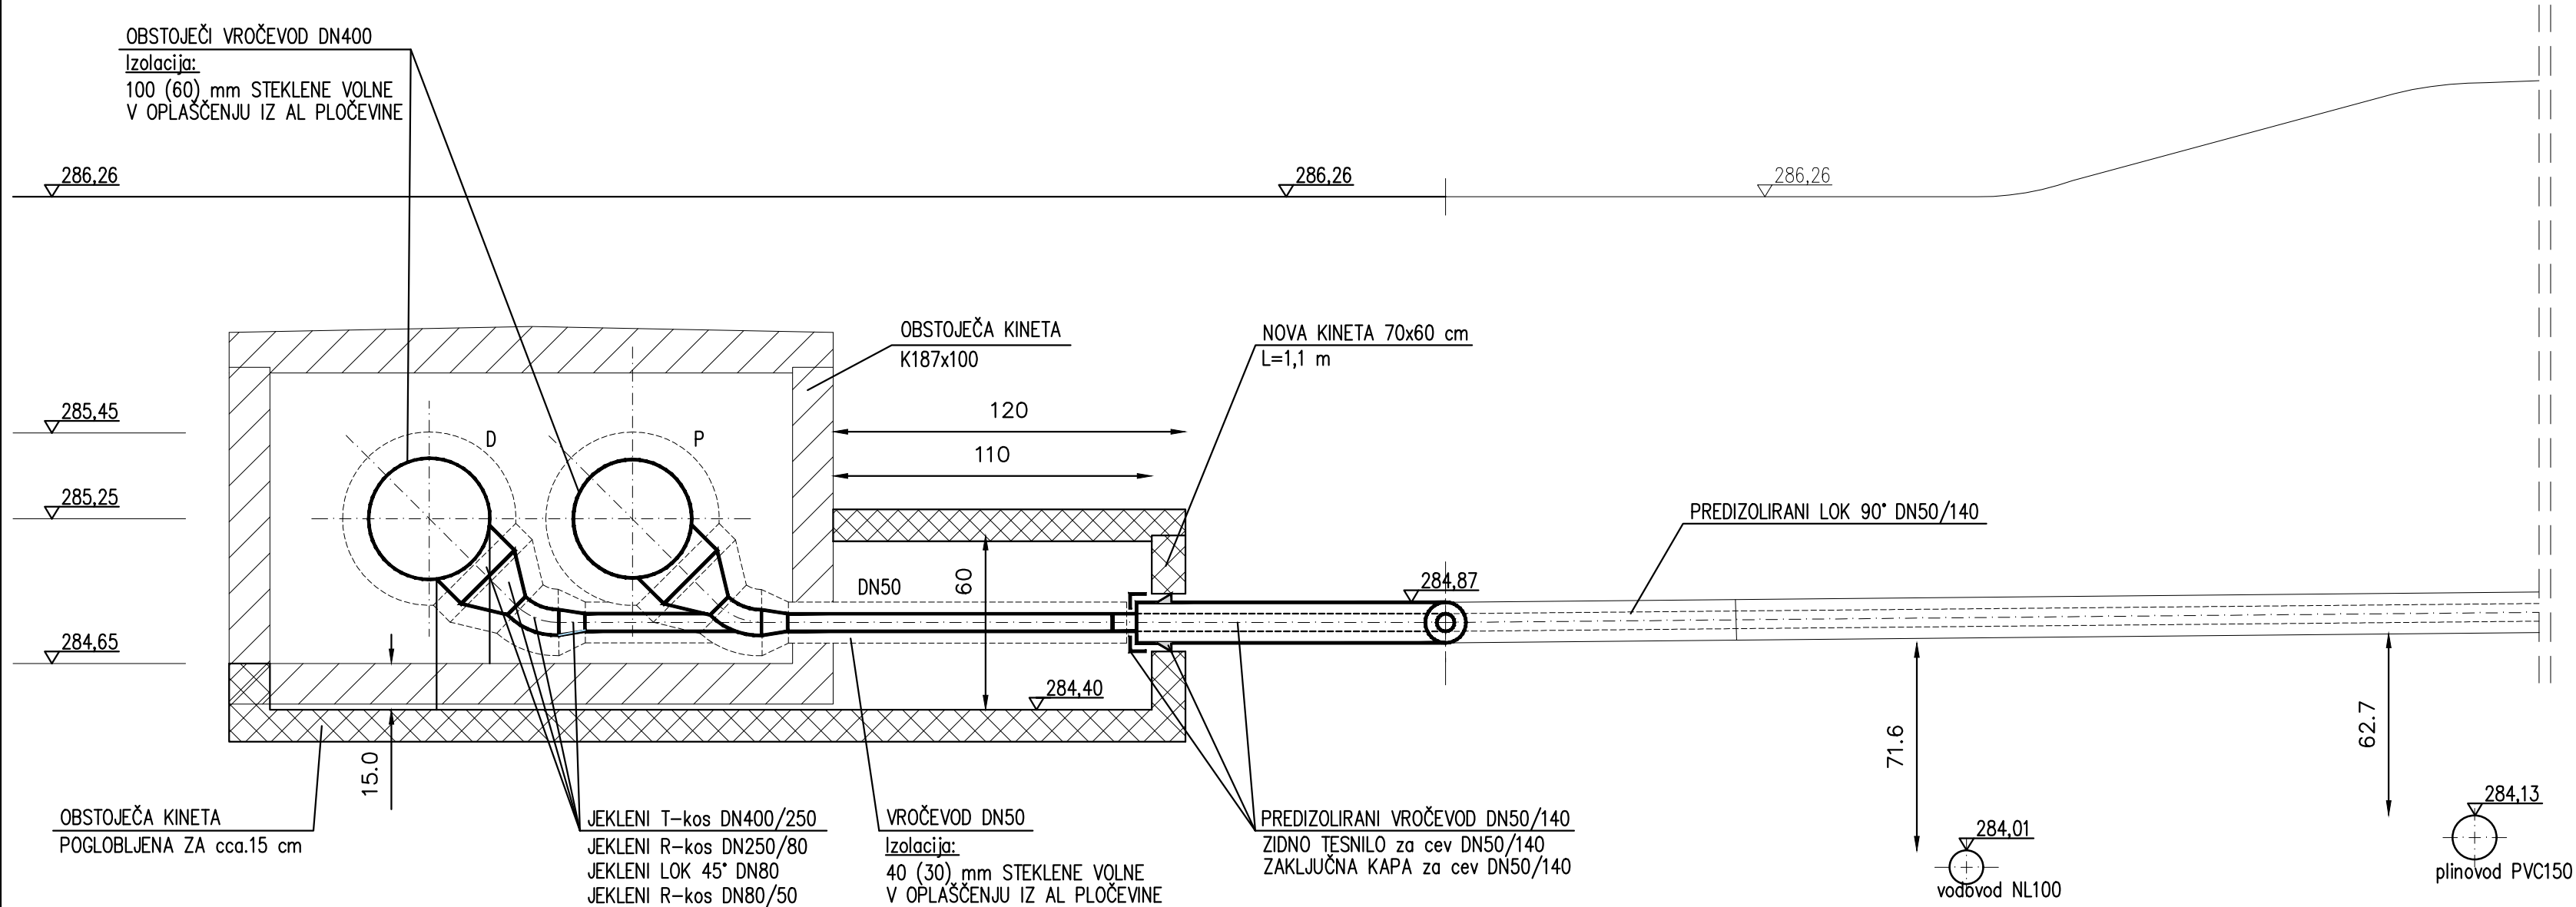 OBSTOJEČI VROČEVOD DN400
Izolacija:
100 (60) mm STEKLENE VOLNE
V OPLAŠČENJU IZ AL PLOČEVINE
286,26
286,26
286,26
OBSTOJEČA KINETA
K187x100
NOVA KINETA 70x60 cm
L=1,1 m
285,45
120
D
P
110
285,25
PREDIZOLIRANI LOK 90° DN50/140
DN50
60
284,87
284,65
284,40
15.0
71.6
62.7
284,13
plinovod PVC150
284,01
vodovod NL100
OBSTOJEČA KINETA
POGLOBLJENA ZA cca.15 cm
JEKLENI T-kos DN400/250
JEKLENI R-kos DN250/80
JEKLENI LOK 45° DN80
JEKLENI R-kos DN80/50
VROČEVOD DN50
Izolacija:
40 (30) mm STEKLENE VOLNE
V OPLAŠČENJU IZ AL PLOČEVINE
PREDIZOLIRANI VROČEVOD DN50/140
ZIDNO TESNILO za cev DN50/140
ZAKLJUČNA KAPA za cev DN50/140